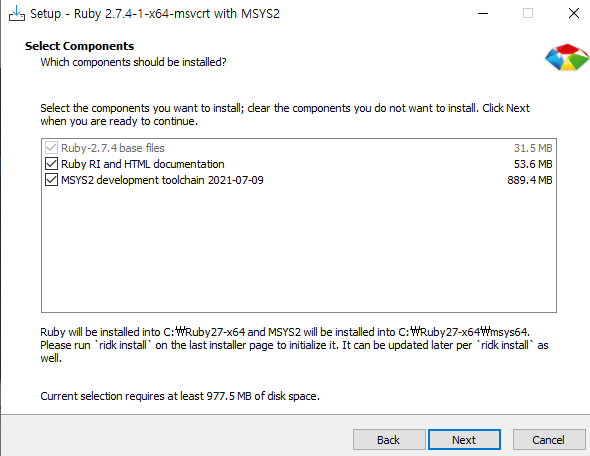 Setup - Ruby 2.7.4-1-x64-msvcrt with MSYS2
Select Components
Which components should be installed?
Select the components you want to install; clear the components you do not want to install. Click Next
when you are ready to continue.
Ruby-2.7.4 base files 31.5 MB
Ruby RI and HTML documentation 53.6 MB
MSYS2 development toolchain 2021-07-09 889.4 MB
Ruby will be installed into C:₩Ruby27-x64 and MSYS2 will be installed into C:₩Ruby27-x64₩msys64.
Please run `ridk install` on the last installer page to initialize it. It can be updated later per `ridk install` as
well.
Current selection requires at least 977.5 MB of disk space.
Back Next Cancel